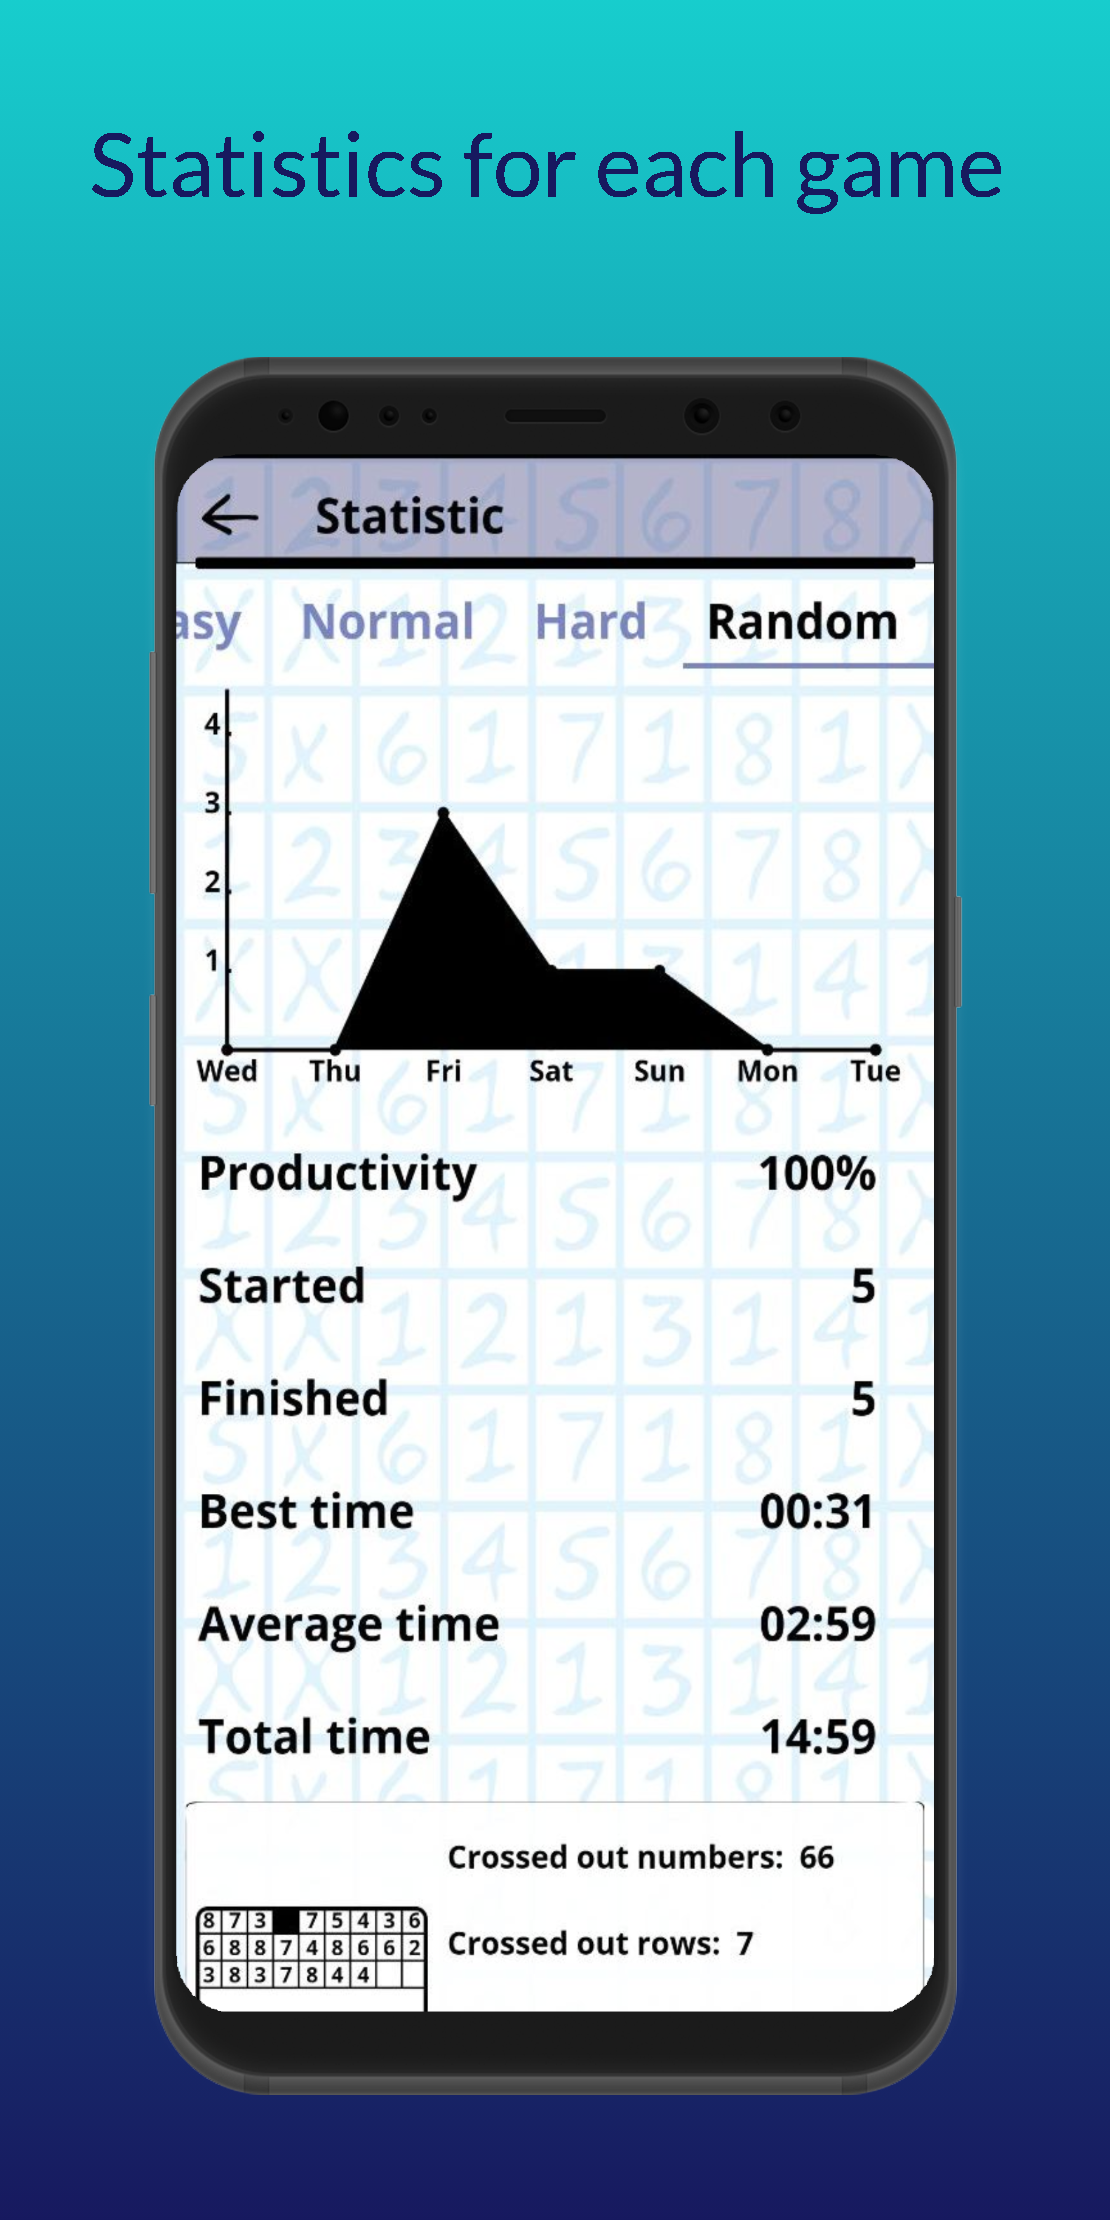 Statistics for each game
Statistic
asy Normal Hard Random
4
3
2
1
Wed Thu Fri Sat Sun Mon Tue
Productivity 100%
Started 5
Finished 5
Best time 00:31
Average time 02:59
Total time 14:59
Crossed out numbers: 66
8 7 3 7 5 4 3 6
6 8 8 7 4 8 6 6 2
Crossed out rows: 7
3 8 3 7 8 4 4